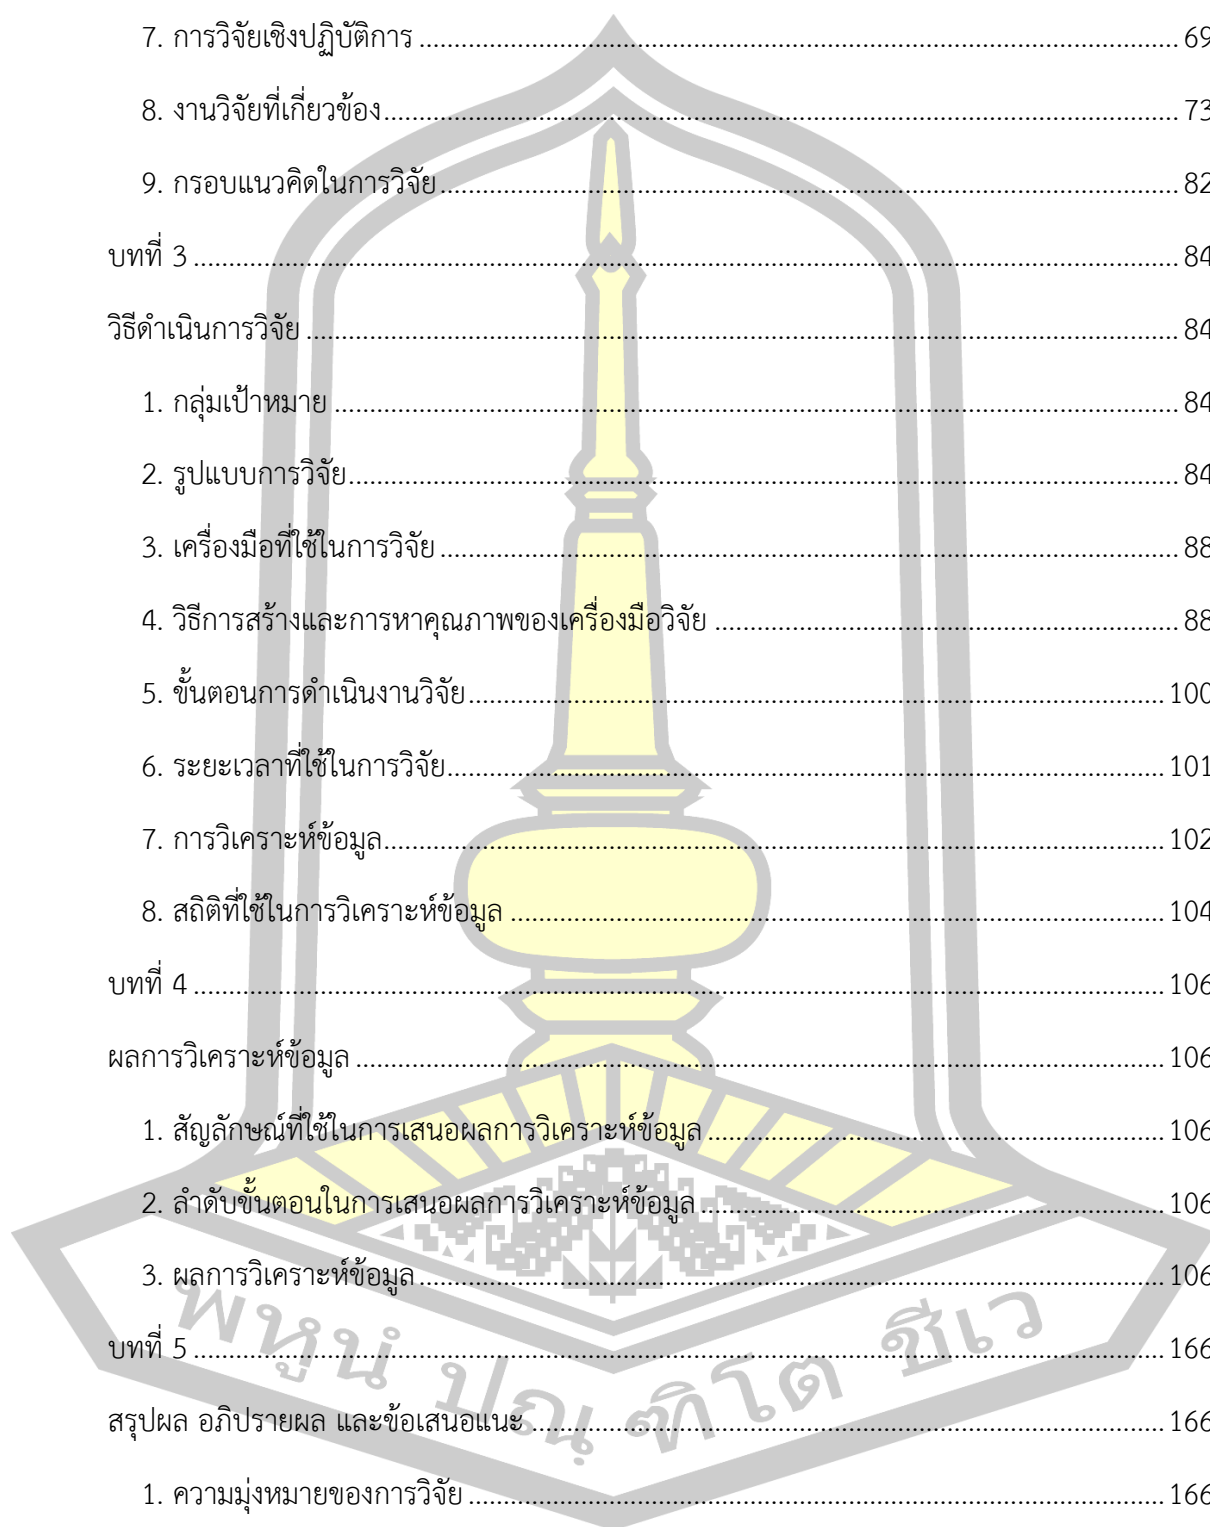 7. การวิจัยเชิงปฏิบัติการ ........ 69
8. งานวิจัยที่เกี่ยวข้อง ........ 73
9. กรอบแนวคิดในการวิจัย ........ 82
บทที่ 3 ........ 84
วิธีดำเนินการวิจัย ........ 84
1. กลุ่มเป้าหมาย ........ 84
2. รูปแบบการวิจัย ........ 84
3. เครื่องมือที่ใช้ในการวิจัย ........ 88
4. วิธีการสร้างและการหาคุณภาพของเครื่องมือวิจัย ........ 88
5. ขั้นตอนการดำเนินงานวิจัย ........ 100
6. ระยะเวลาที่ใช้ในการวิจัย ........ 101
7. การวิเคราะห์ข้อมูล ........ 102
8. สถิติที่ใช้ในการวิเคราะห์ข้อมูล ........ 104
บทที่ 4 ........ 106
ผลการวิเคราะห์ข้อมูล ........ 106
1. สัญลักษณ์ที่ใช้ในการเสนอผลการวิเคราะห์ข้อมูล ........ 106
2. ลำดับขั้นตอนในการเสนอผลการวิเคราะห์ข้อมูล ........ 106
3. ผลการวิเคราะห์ข้อมูล ........ 106
บทที่ 5 ........ 166
สรุปผล อภิปรายผล และข้อเสนอแนะ ........ 166
1. ความมุ่งหมายของการวิจัย ........ 166
พหูนํ ปณฺฑิโต ชีเว